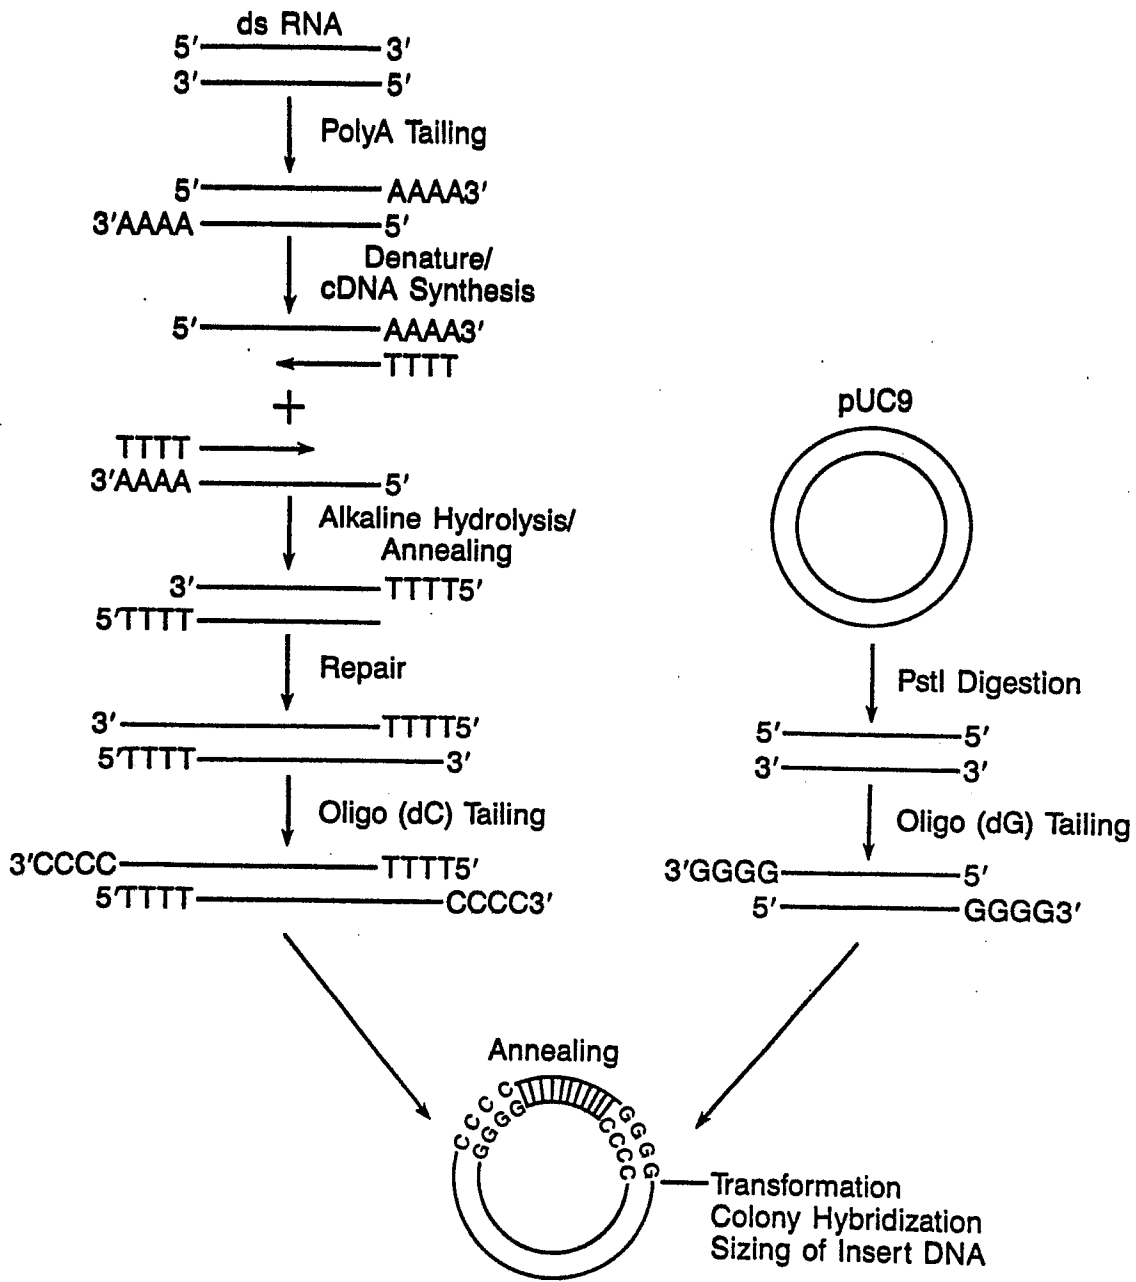 ds RNA
5' 3'
3' 5'
PolyA Tailing
5' AAAA3'
3'AAAA 5'
Denature/
cDNA Synthesis
5' AAAA3'
TTTT
+
TTTT
3'AAAA 5'
Alkaline Hydrolysis/
Annealing
3' TTTT5'
5'TTTT
Repair
3' TTTT5'
5'TTTT 3'
Oligo (dC) Tailing
3'CCCC TTTT5'
5'TTTT CCCC3'
pUC9
PstI Digestion
5' 5'
3' 3'
Oligo (dG) Tailing
3'GGGG 5'
5' GGGG3'
Annealing
CCCC
GGGG
GGGG
CCCC
Transformation
Colony Hybridization
Sizing of Insert DNA